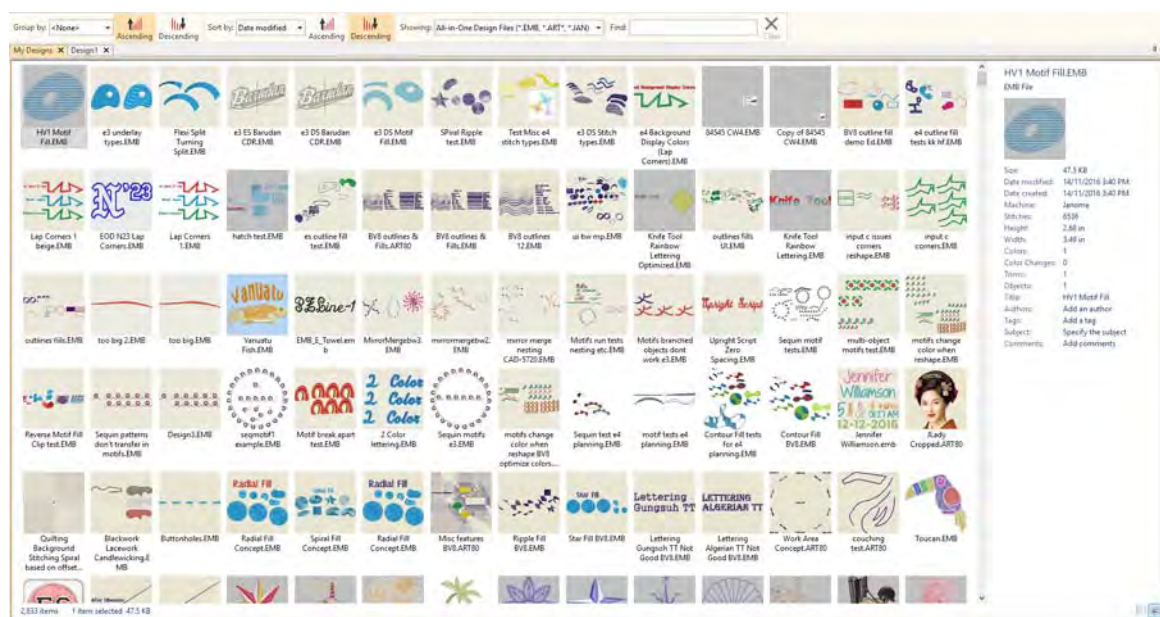 Group by: <None> Ascending Descending Sort by: Date modified Ascending Descending Showing: All-in-One Design Files (*.EMB, *.ART*, *.JAN) Find: Clear
My Designs X Design1 X
HV1 Motif Fill.EMB
e3 underlay types.EMB
Flexi Split Turning Split.EMB
e3 ES Barudan CDR.EMB
e3 DS Barudan CDR.EMB
e3 DS Motif Fill.EMB
SPiral Ripple test.EMB
Test Misc e4 stitch types.EMB
e3 DS Stitch types.EMB
e4 Background Display Colors (Lap Corners).EMB
84545 CW4.EMB
Copy of 84545 CW4.EMB
BV8 outline fill demo Ed.EMB
e4 outline fill tests kk hf.EMB
Lap Corners 1 beige.EMB
EOD N23 Lap Corners.EMB
Lap Corners 1.EMB
hatch test.EMB
es outline fill test.EMB
BV8 outlines & Fills.ART80
BV8 outlines & Fills.EMB
BV8 outlines 12.EMB
ui bw mp.EMB
Knife Tool Rainbow Lettering Optimized.EMB
outlines fills UI.EMB
Knife Tool Rainbow Lettering.EMB
input c issues corners reshape.EMB
input c corners.EMB
outlines fills.EMB
too big 2.EMB
too big.EMB
Vanuatu Fish.EMB
EMB_E_Towel.emb
MirrorMergebw3.EMB
mirrormergebw2.EMB
mirror merge nesting CAD-5720.EMB
Motifs run tests nesting etc.EMB
Motifs branched objects dont work e3.EMB
Upright Script Zero Spacing.EMB
Sequin motif tests.EMB
multi-object motifs test.EMB
motifs change color when reshape.EMB
Reverse Motif Fill Clip test.EMB
Sequin patterns don't transfer in motifs.EMB
Design3.EMB
seqmotif1 example.EMB
Motif break apart test.EMB
2 Color lettering.EMB
Sequin motifs e3.EMB
motifs change color when reshape BV8 optimize colors...
Sequin test e4 planning.EMB
motif tests e4 planning.EMB
Contour Fill tests for e4 planning.EMB
Contour Fill BV8.EMB
Jennifer Williamson.emb
JLady Cropped.ART80
Quilting Background Stitching Spiral based on offset...
Blackwork Lacework Candlewicking.EMB
Buttonholes.EMB
Radial Fill Concept.EMB
Spiral Fill Concept.EMB
Radial Fill Concept.EMB
Misc features BV8.ART80
Ripple Fill BV8.EMB
Star Fill BV8.EMB
Lettering Gungsuh TT Not Good BV8.EMB
Lettering Algerian TT Not Good BV8.EMB
Work Area Concept.ART80
couching test.ART80
Toucan.EMB
2,833 items 1 item selected 47.5 KB
HV1 Motif Fill.EMB
EMB File
Size: 47.5 KB
Date modified: 14/11/2016 3:40 PM
Date created: 14/11/2016 3:40 PM
Machine: Janome
Stitches: 6536
Height: 2.68 in
Width: 3.49 in
Colors: 1
Color Changes: 0
Trims: 1
Objects: 1
Title: HV1 Motif Fill
Authors: Add an author
Tags: Add a tag
Subject: Specify the subject
Comments: Add comments